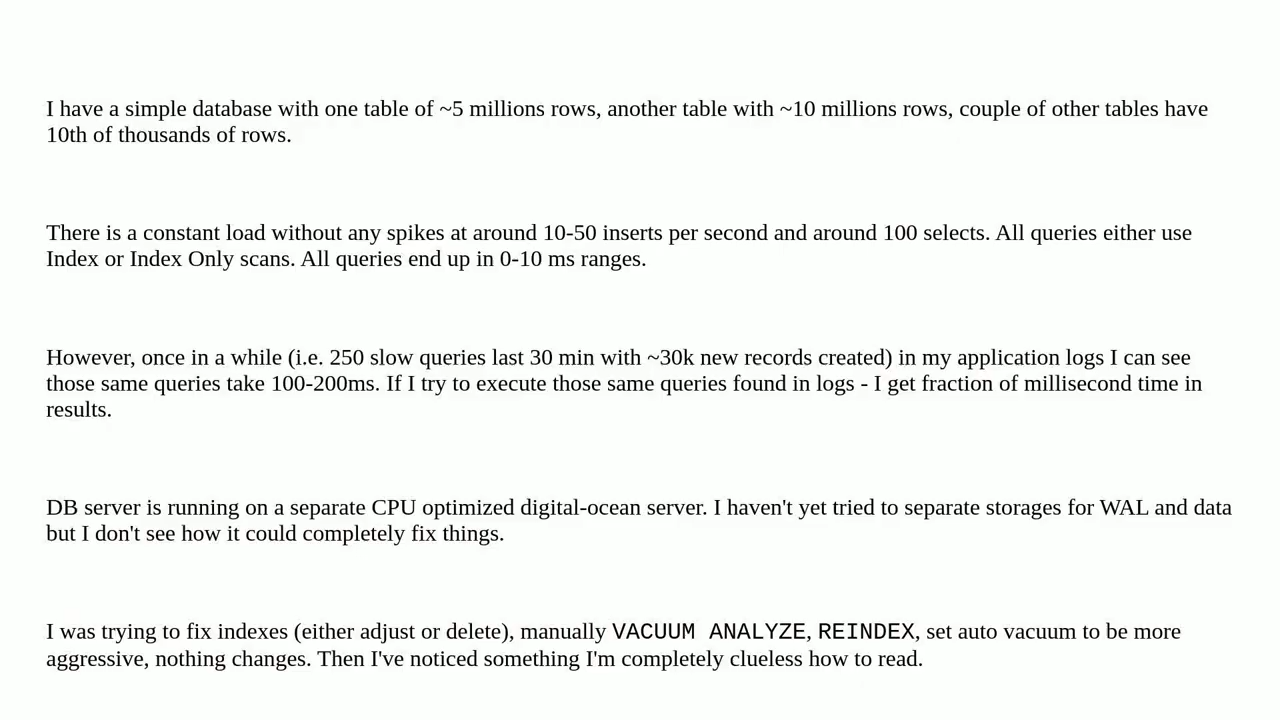 I have a simple database with one table of ~5 millions rows, another table with ~10 millions rows, couple of other tables have
10th of thousands of rows.
There is a constant load without any spikes at around 10-50 inserts per second and around 100 selects. All queries either use
Index or Index Only scans. All queries end up in 0-10 ms ranges.
However, once in a while (i.e. 250 slow queries last 30 min with ~30k new records created) in my application logs I can see
those same queries take 100-200ms. If I try to execute those same queries found in logs - I get fraction of millisecond time in
results.
DB server is running on a separate CPU optimized digital-ocean server. I haven't yet tried to separate storages for WAL and data
but I don't see how it could completely fix things.
I was trying to fix indexes (either adjust or delete), manually VACUUM ANALYZE, REINDEX, set auto vacuum to be more
aggressive, nothing changes. Then I've noticed something I'm completely clueless how to read.